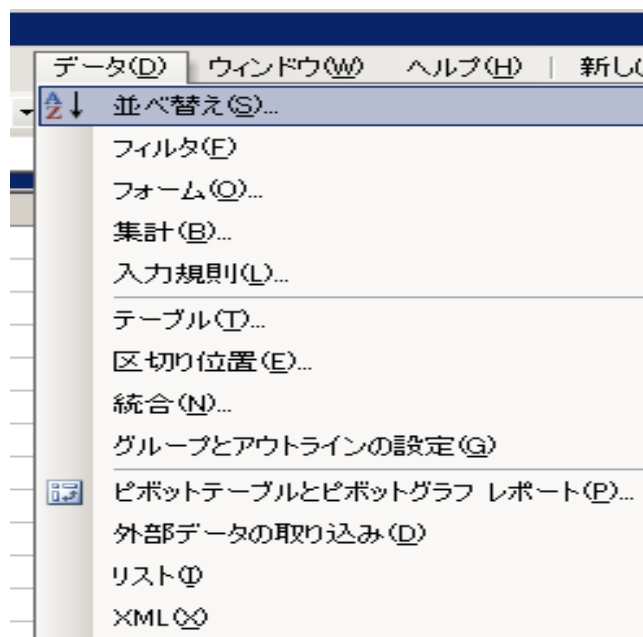 データ(D) ウィンドウ(W) ヘルプ(H) 新し
並べ替え(S)...
フィルタ(F)
フォーム(O)...
集計(B)...
入力規則(L)...
テーブル(T)...
区切り位置(E)...
統合(N)...
グループとアウトラインの設定(G)
ピボットテーブルとピボットグラフ レポート(P)...
外部データの取り込み(D)
リスト(I)
XML(X)